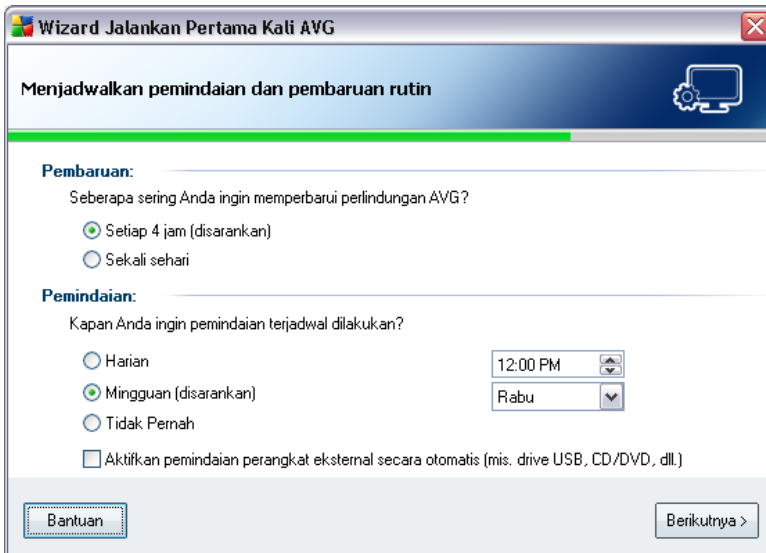 Wizard Jalankan Pertama Kali AVG
Menjadwalkan pemindaian dan pembaruan rutin
Pembaruan:
Seberapa sering Anda ingin memperbarui perlindungan AVG?
Setiap 4 jam (disarankan)
Sekali sehari
Pemindaian:
Kapan Anda ingin pemindaian terjadwal dilakukan?
Harian
12:00 PM
Mingguan (disarankan)
Rabu
Tidak Pernah
Aktifkan pemindaian perangkat eksternal secara otomatis (mis. drive USB, CD/DVD, dll.)
Bantuan
Berikutnya >